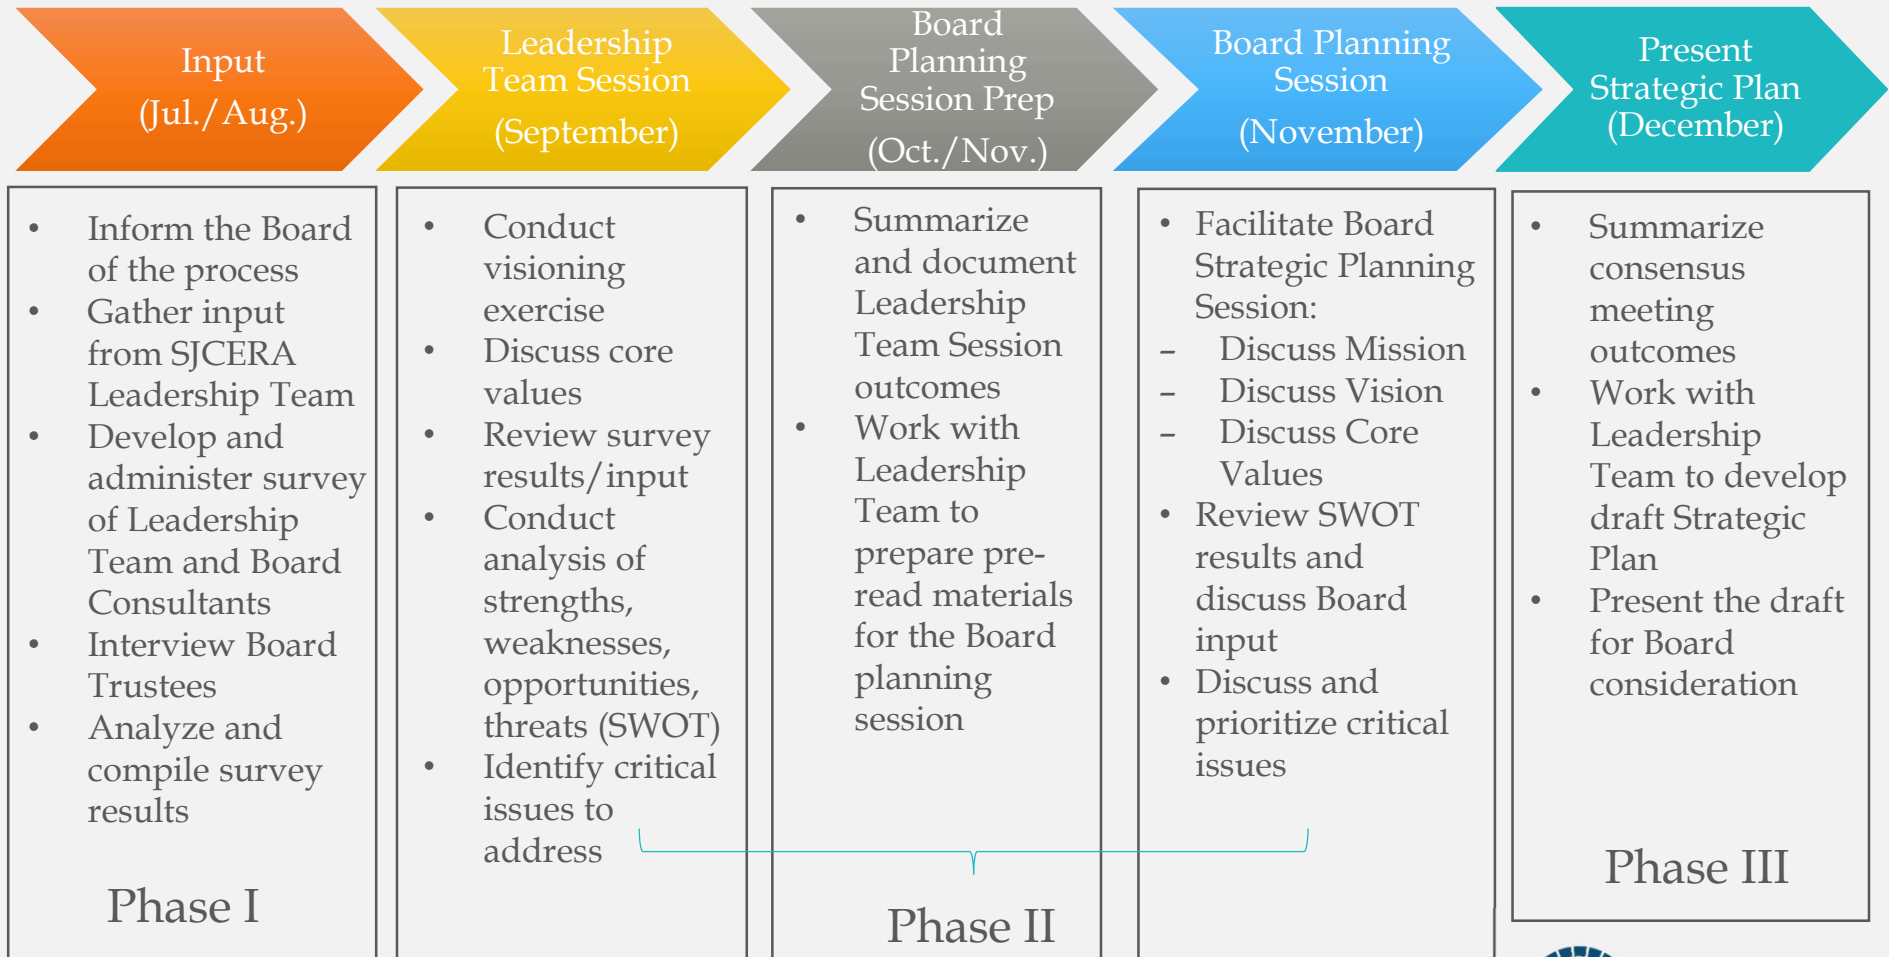 Input
(Jul./Aug.)
Leadership
Team Session
(September)
Board
Planning
Session Prep
(Oct./Nov.)
Board Planning
Session
(November)
Present
Strategic Plan
(December)
• Inform the Board
of the process
• Gather input
from SJCERA
Leadership Team
• Develop and
administer survey
of Leadership
Team and Board
Consultants
• Interview Board
Trustees
• Analyze and
compile survey
results
Phase I
• Conduct
visioning
exercise
• Discuss core
values
• Review survey
results/input
• Conduct
analysis of
strengths,
weaknesses,
opportunities,
threats (SWOT)
• Identify critical
issues to
address
• Summarize
and document
Leadership
Team Session
outcomes
• Work with
Leadership
Team to
prepare pre-
read materials
for the Board
planning
session
Phase II
• Facilitate Board
Strategic Planning
Session:
– Discuss Mission
– Discuss Vision
– Discuss Core
Values
• Review SWOT
results and
discuss Board
input
• Discuss and
prioritize critical
issues
• Summarize
consensus
meeting
outcomes
• Work with
Leadership
Team to develop
draft Strategic
Plan
• Present the draft
for Board
consideration
Phase III